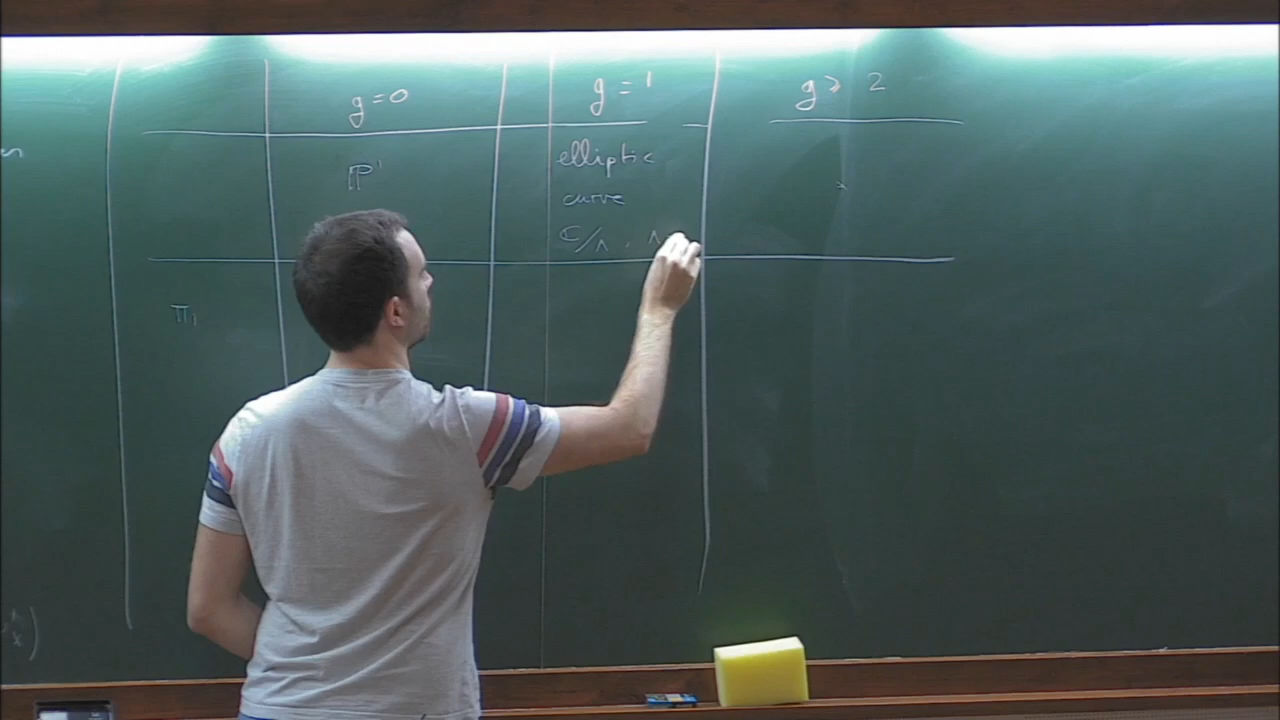 g = 0
g = 1
g ≥ 2
ℙ¹
elliptic
curve
ℂ/Λ , Λ
π₁